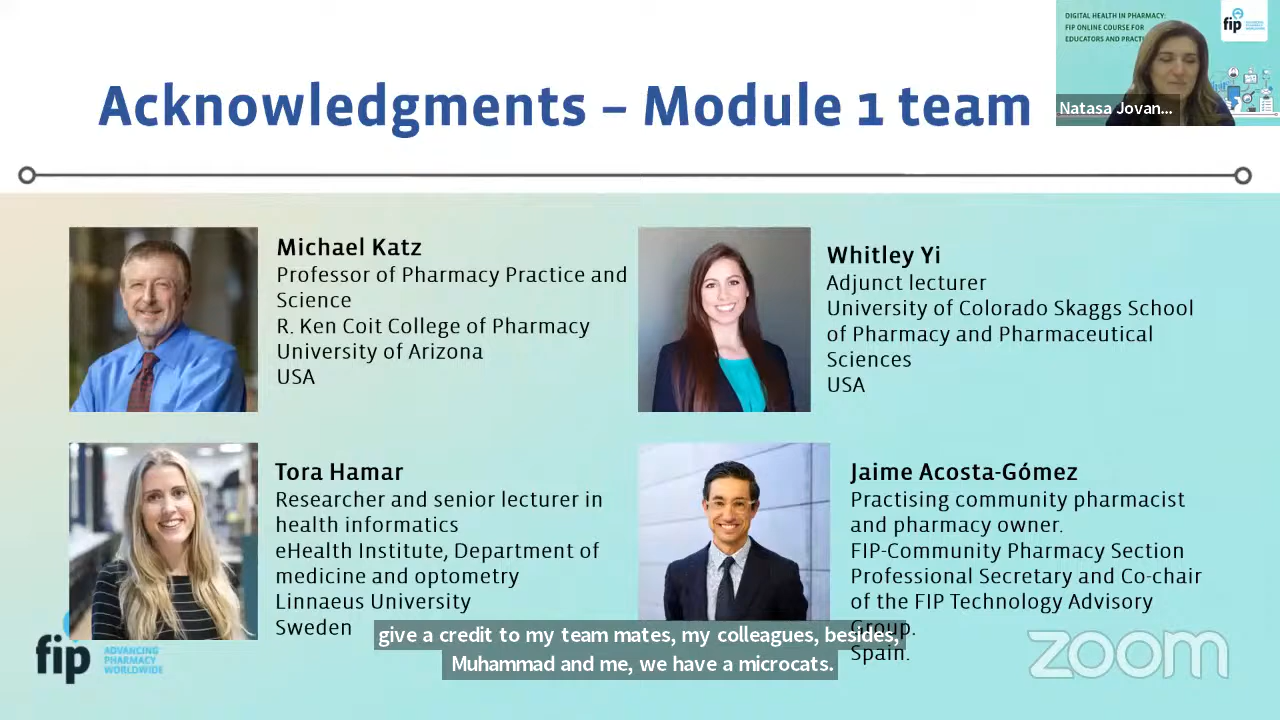 DIGITAL HEALTH IN PHARMACY:
FIP ONLINE COURSE FOR
EDUCATORS AND
fip
Natasa Jovan...
Acknowledgments – Module 1 team
Michael Katz
Professor of Pharmacy Practice and
Science
R. Ken Coit College of Pharmacy
University of Arizona
USA
Whitley Yi
Adjunct lecturer
University of Colorado Skaggs School
of Pharmacy and Pharmaceutical
Sciences
USA
Tora Hamar
Researcher and senior lecturer in
health informatics
eHealth Institute, Department of
medicine and optometry
Linnaeus University
Sweden
Jaime Acosta-Gómez
Practising community pharmacist
and pharmacy owner.
FIP-Community Pharmacy Section
Professional Secretary and Co-chair
of the FIP Technology Advisory
Group.
Spain.
give a credit to my team mates, my colleagues, besides,
Muhammad and me, we have a microcats.
fip
ADVANCING
PHARMACY
WORLDWIDE
zoom